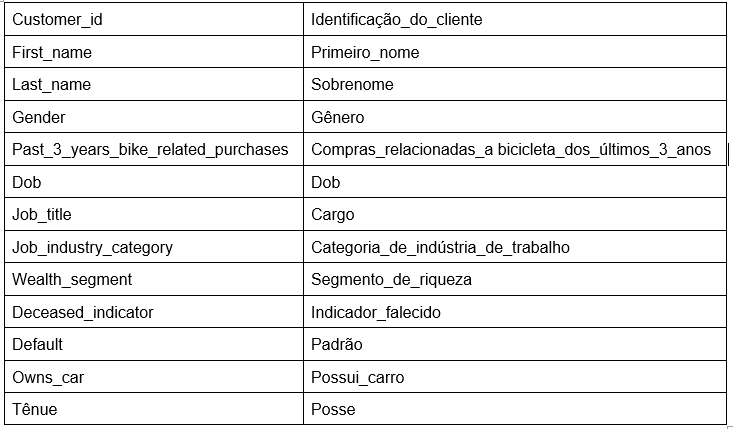 Customer_id Identificação_do_cliente
First_name Primeiro_nome
Last_name Sobrenome
Gender Gênero
Past_3_years_bike_related_purchases Compras_relacionadas_a bicicleta_dos_últimos_3_anos
Dob Dob
Job_title Cargo
Job_industry_category Categoria_de_indústria_de_trabalho
Wealth_segment Segmento_de_riqueza
Deceased_indicator Indicador_falecido
Default Padrão
Owns_car Possui_carro
Tênue Posse